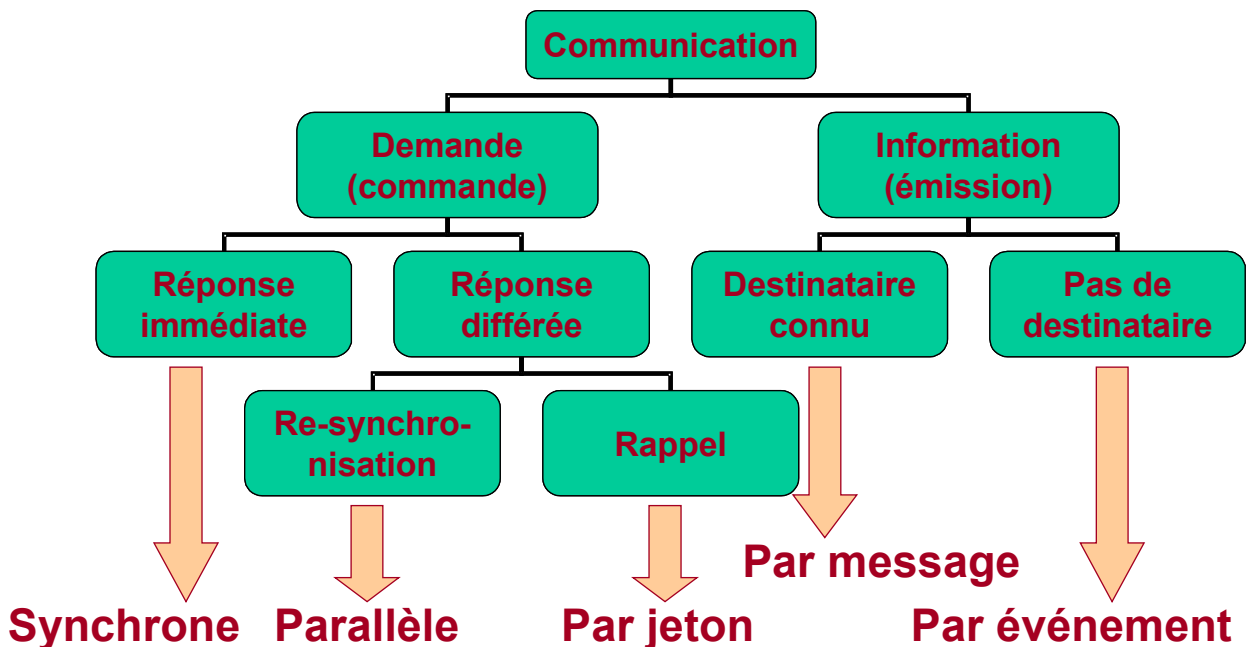 Communication
Demande
(commande)
Information
(émission)
Réponse
immédiate
Réponse
différée
Destinataire
connu
Pas de
destinataire
Re-synchro-
nisation
Rappel
Par message
Synchrone
Parallèle
Par jeton
Par événement